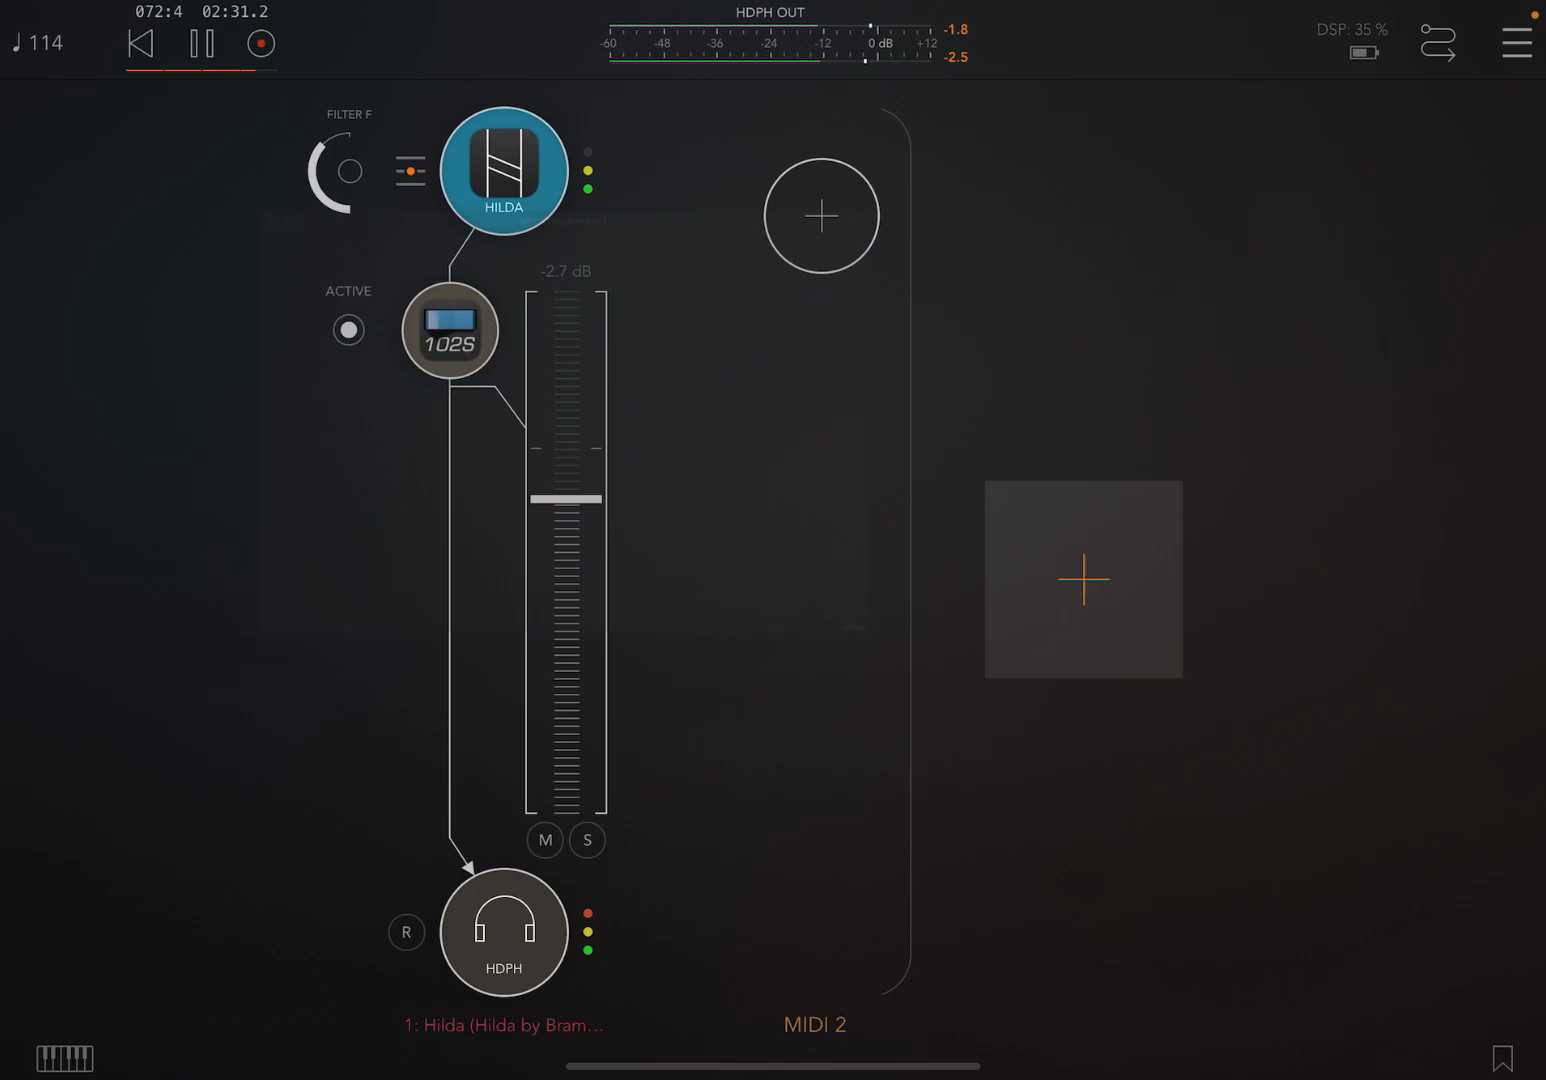 072:4 02:31.2
♩ 114
HDPH OUT
-60 -48 -36 -24 -12 0 dB +12
-1.8
-2.5
DSP: 35 %
FILTER F
HILDA
-2.7 dB
ACTIVE
102S
M S
R
HDPH
1: Hilda (Hilda by Bram...
MIDI 2